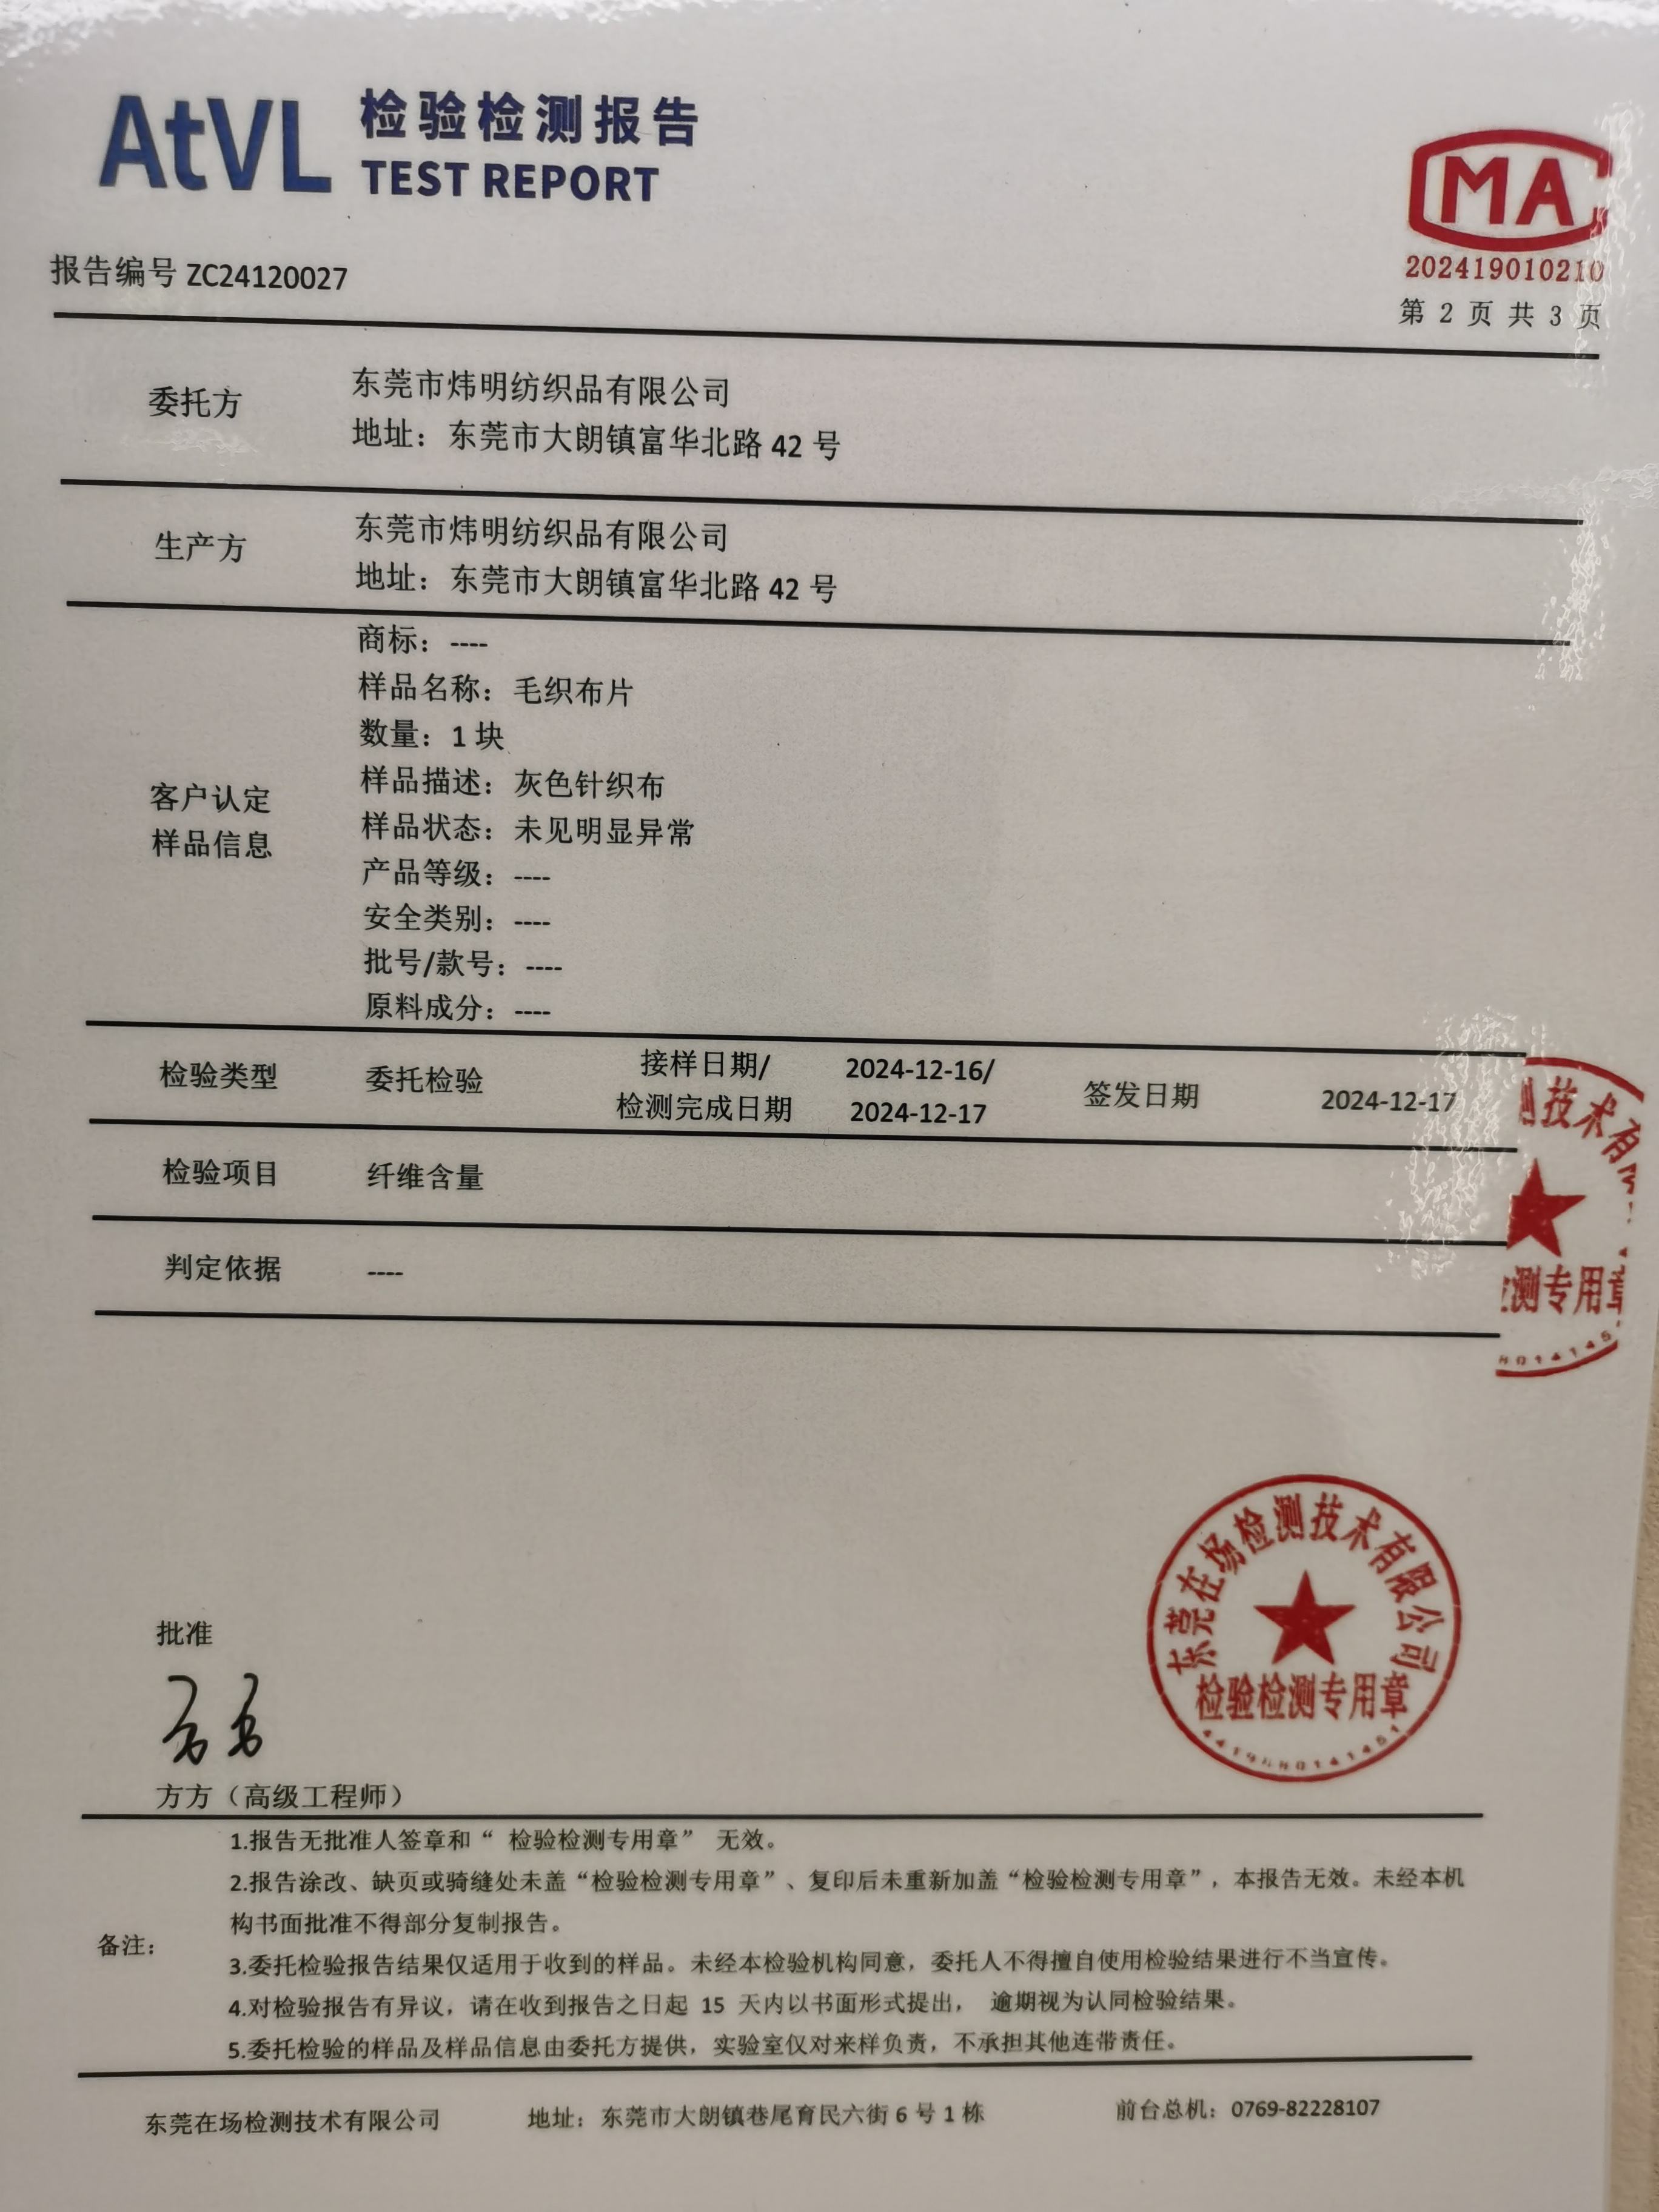 AtVL 检验检测报告
TEST REPORT
MA
202419010210
报告编号 ZC24120027
第 2 页 共 3 页
委托方
东莞市炜明纺织品有限公司
地址：东莞市大朗镇富华北路 42 号
生产方
东莞市炜明纺织品有限公司
地址：东莞市大朗镇富华北路 42 号
客户认定
样品信息
商标：----
样品名称：毛织布片
数量：1 块
样品描述：灰色针织布
样品状态：未见明显异常
产品等级：----
安全类别：----
批号/款号：----
原料成分：----
检验类型 委托检验 接样日期/ 2024-12-16/ 签发日期 2024-12-17
检测完成日期 2024-12-17
检验项目 纤维含量
判定依据 ----
技术有
测专用章
批准
方方（高级工程师）
东莞在场检测技术有限公司
检验检测专用章
备注：
1.报告无批准人签章和“ 检验检测专用章” 无效。
2.报告涂改、缺页或骑缝处未盖“检验检测专用章”、复印后未重新加盖“检验检测专用章”，本报告无效。未经本机
构书面批准不得部分复制报告。
3.委托检验报告结果仅适用于收到的样品。未经本检验机构同意，委托人不得擅自使用检验结果进行不当宣传。
4.对检验报告有异议，请在收到报告之日起 15 天内以书面形式提出， 逾期视为认同检验结果。
5.委托检验的样品及样品信息由委托方提供，实验室仅对来样负责，不承担其他连带责任。
东莞在场检测技术有限公司 地址：东莞市大朗镇巷尾育民六街 6 号 1 栋 前台总机：0769-82228107